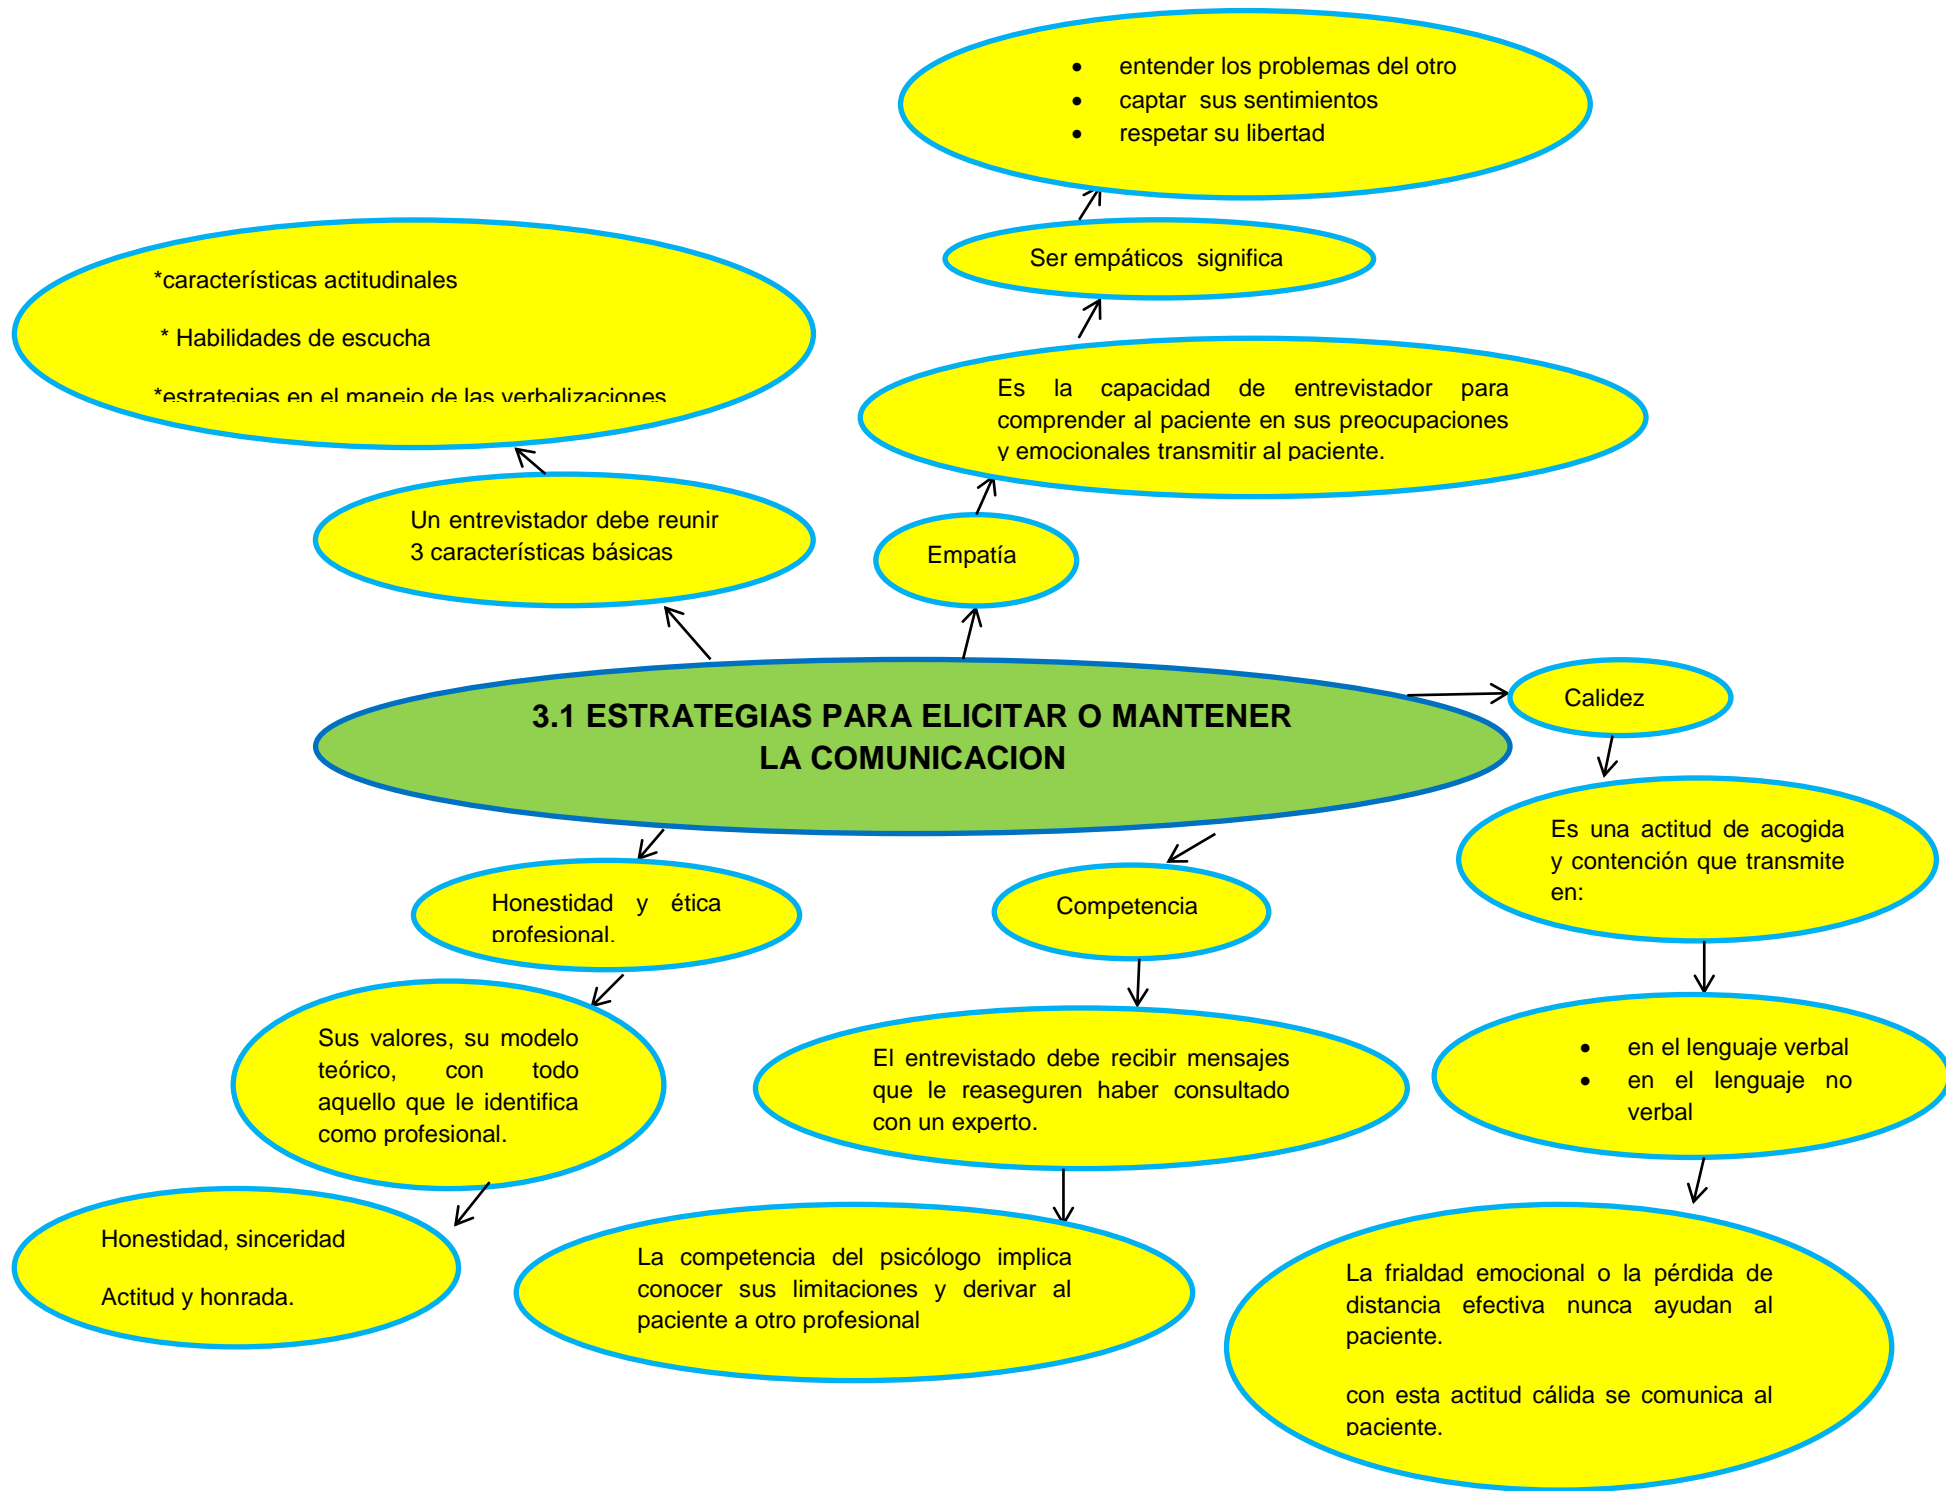 • entender los problemas del otro
• captar sus sentimientos
• respetar su libertad
Ser empáticos significa
*características actitudinales
* Habilidades de escucha
*estrategias en el manejo de las verbalizaciones
Es la capacidad de entrevistador para
comprender al paciente en sus preocupaciones
y emocionales transmitir al paciente.
Un entrevistador debe reunir
3 características básicas
Empatía
3.1 ESTRATEGIAS PARA ELICITAR O MANTENER
LA COMUNICACION
Calidez
Es una actitud de acogida
y contención que transmite
en:
Honestidad y ética
profesional.
Competencia
Sus valores, su modelo
teórico, con todo
aquello que le identifica
como profesional.
El entrevistado debe recibir mensajes
que le reaseguren haber consultado
con un experto.
• en el lenguaje verbal
• en el lenguaje no
verbal
Honestidad, sinceridad
Actitud y honrada.
La competencia del psicólogo implica
conocer sus limitaciones y derivar al
paciente a otro profesional
La frialdad emocional o la pérdida de
distancia efectiva nunca ayudan al
paciente.
con esta actitud cálida se comunica al
paciente.